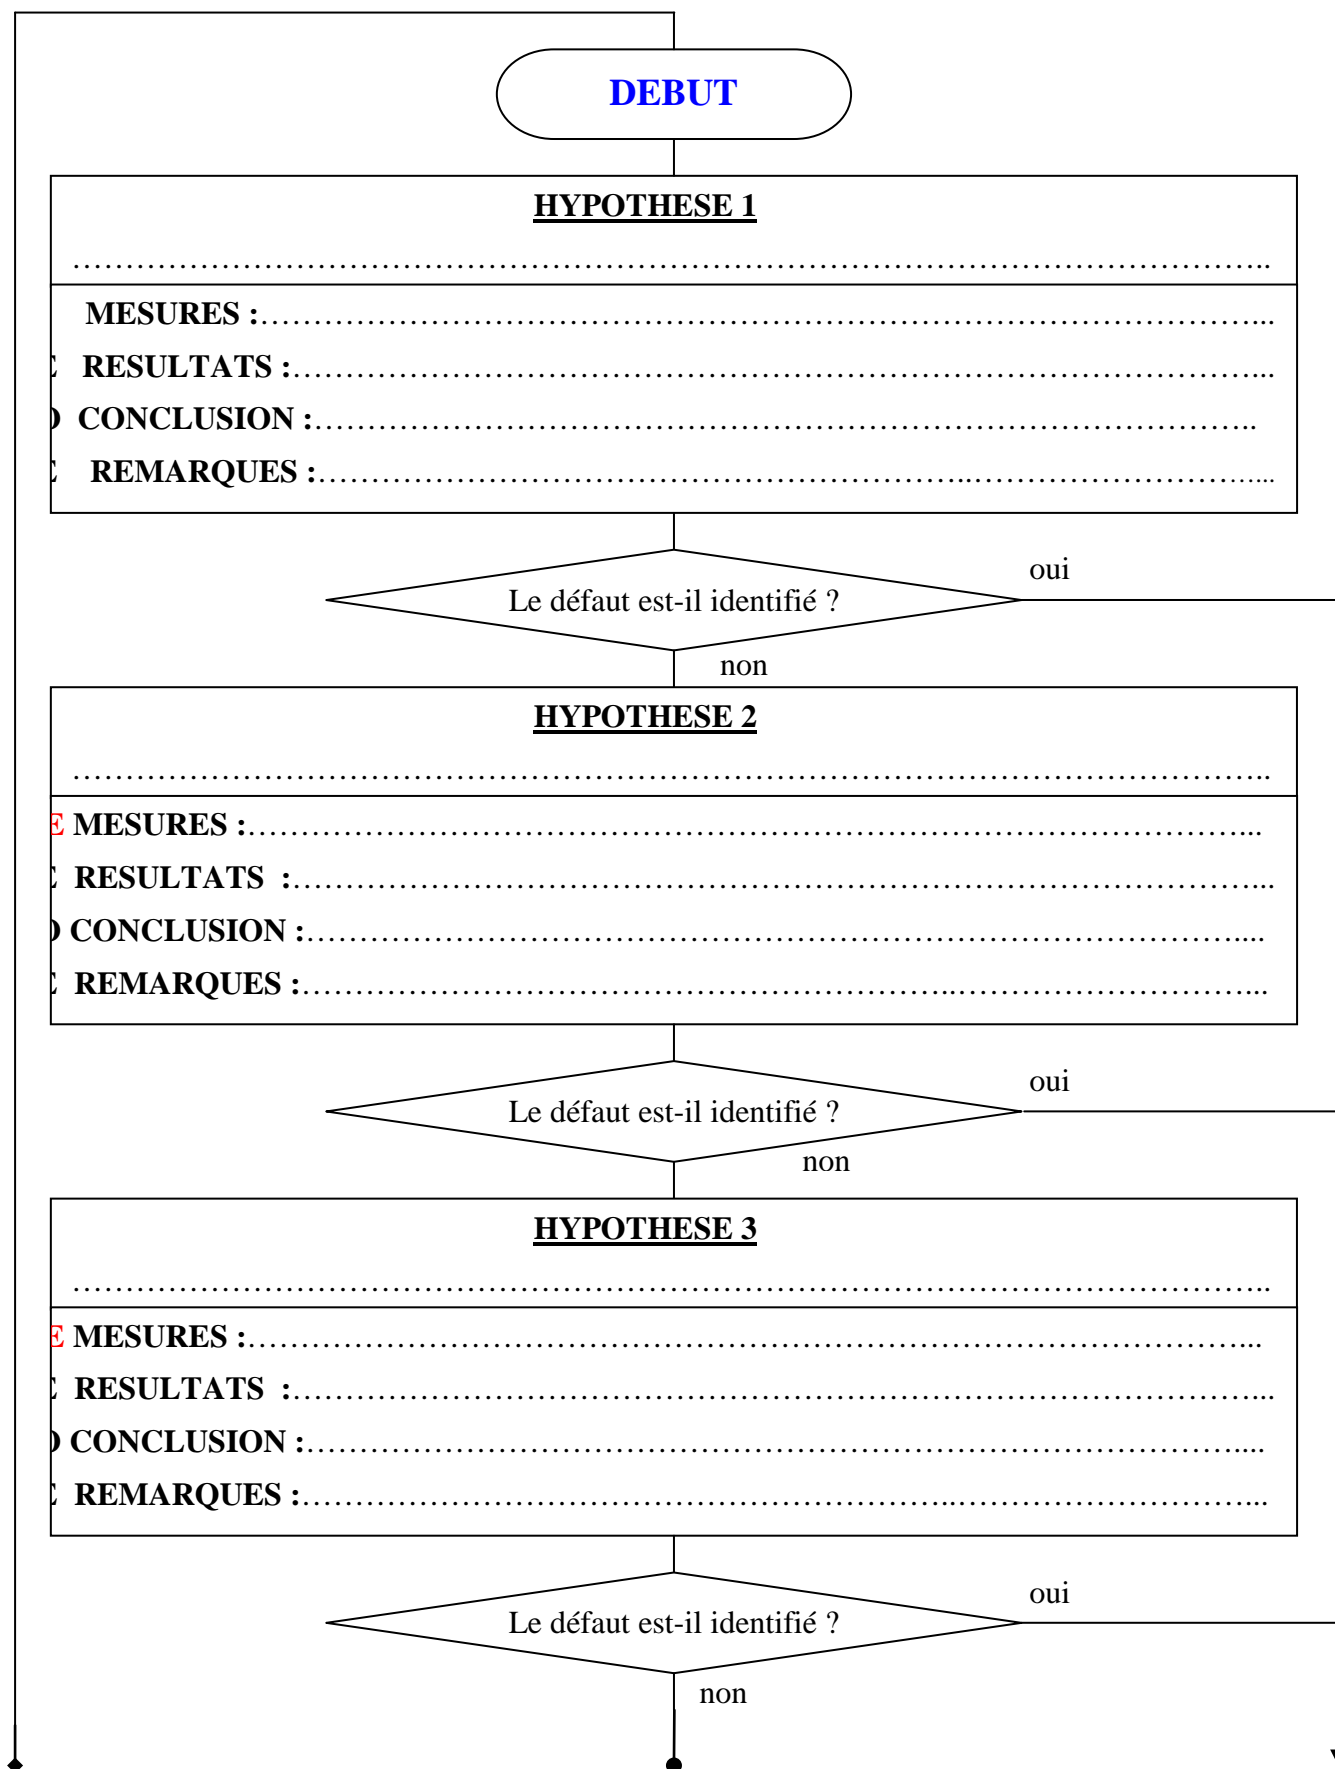 DEBUT
HYPOTHESE 1
…………………………………………………………………………………………………..
MESURES :…………………………………………………………………………………...
RESULTATS :………………………………………………………………………………...
CONCLUSION :……………………………………………………………………………..
REMARQUES :……………………………………………………..……………………......
Le défaut est-il identifié ?
oui
non
HYPOTHESE 2
…………………………………………………………………………………………………..
E MESURES :…………………………………………………………………………………...
RESULTATS :………………………………………………………………………………...
CONCLUSION :……………………………………………………………………………....
REMARQUES :……………………………………………………..………………………...
Le défaut est-il identifié ?
oui
non
HYPOTHESE 3
…………………………………………………………………………………………………..
E MESURES :…………………………………………………………………………………...
RESULTATS :………………………………………………………………………………...
CONCLUSION :……………………………………………………………………………....
REMARQUES :……………………………………………………..………………………...
Le défaut est-il identifié ?
oui
non